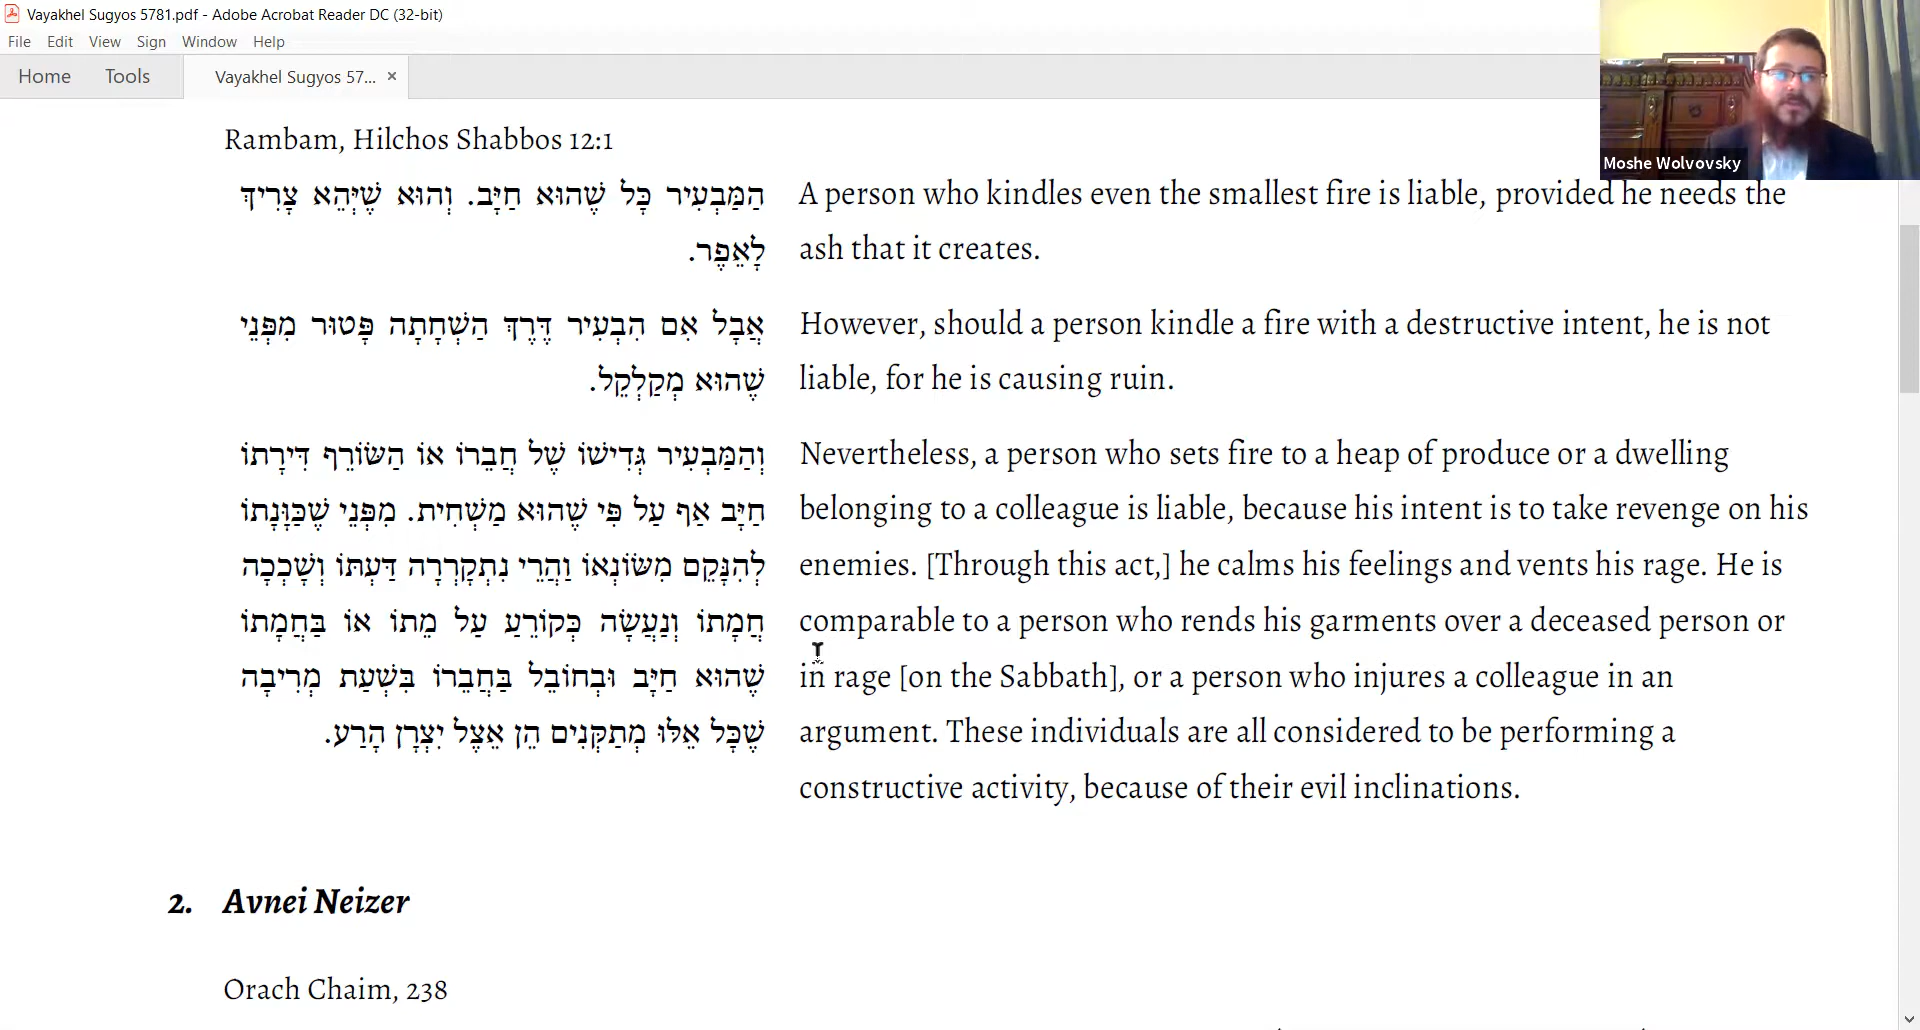 Vayakhel Sugyos 5781.pdf - Adobe Acrobat Reader DC (32-bit)
File Edit View Sign Window Help
Home Tools Vayakhel Sugyos 57... ×
Moshe Wolvovsky
Rambam, Hilchos Shabbos 12:1
הַמַּבְעִיר כָּל שֶׁהוּא חַיָּב. וְהוּא שֶׁיְּהֵא צָרִיךְ
לָאֵפֶר.
A person who kindles even the smallest fire is liable, provided he needs the
ash that it creates.
אֲבָל אִם הִבְעִיר דֶּרֶךְ הַשְׁחָתָה פָּטוּר מִפְּנֵי
שֶׁהוּא מְקַלְקֵל.
However, should a person kindle a fire with a destructive intent, he is not
liable, for he is causing ruin.
וְהַמַּבְעִיר גְּדִישׁוֹ שֶׁל חֲבֵרוֹ אוֹ הַשּׂוֹרֵף דִּירָתוֹ
חַיָּב אַף עַל פִּי שֶׁהוּא מַשְׁחִית. מִפְּנֵי שֶׁכַּוָּנָתוֹ
לְהִנָּקֵם מִשּׂוֹנְאוֹ וַהֲרֵי נִתְקָרְרָה דַּעְתּוֹ וְשָׁכְכָה
חֲמָתוֹ וְנַעֲשָׂה כְּקוֹרֵעַ עַל מֵתוֹ אוֹ בַּחֲמָתוֹ
שֶׁהוּא חַיָּב וּבְחוֹבֵל בַּחֲבֵרוֹ בִּשְׁעַת מְרִיבָה
שֶׁכָּל אֵלּוּ מְתַקְּנִים הֵן אֵצֶל יִצְרָן הָרַע.
Nevertheless, a person who sets fire to a heap of produce or a dwelling
belonging to a colleague is liable, because his intent is to take revenge on his
enemies. [Through this act,] he calms his feelings and vents his rage. He is
comparable to a person who rends his garments over a deceased person or
in rage [on the Sabbath], or a person who injures a colleague in an
argument. These individuals are all considered to be performing a
constructive activity, because of their evil inclinations.
2. Avnei Neizer
Orach Chaim, 238